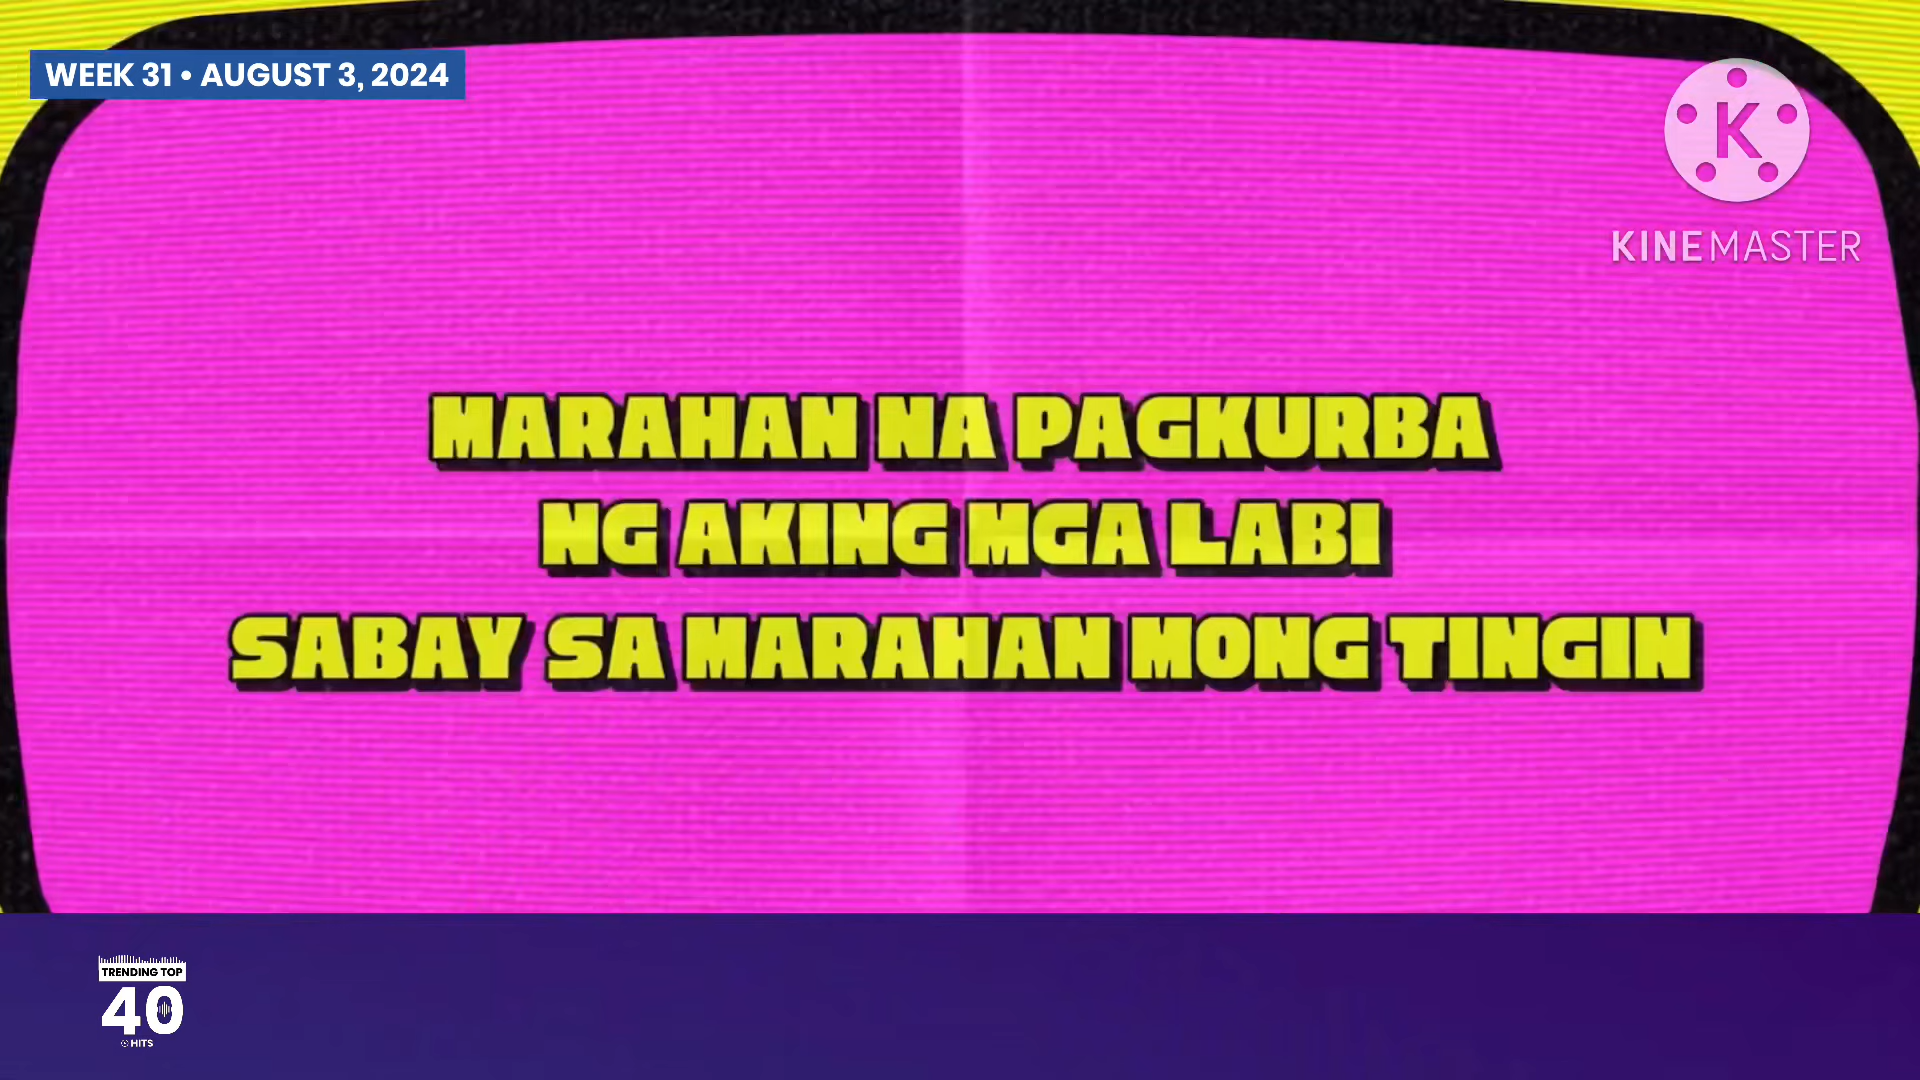 WEEK 31 • AUGUST 3, 2024
K
KINEMASTER
MARAHAN NA PAGKURBA
NG AKING MGA LABI
SABAY SA MARAHAN MONG TINGIN
TRENDING TOP
40
HITS